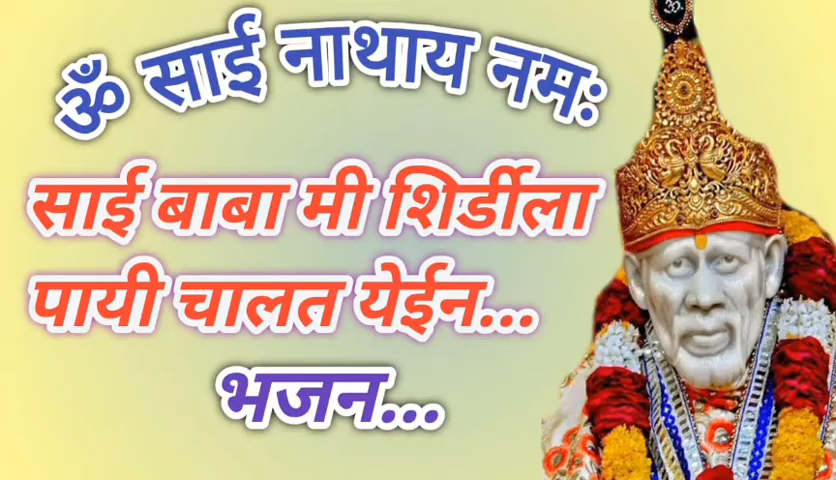 ॐ साईं नाथाय नमः
साई बाबा मी शिर्डीला
पायी चालत येईन...
भजन...
ॐ